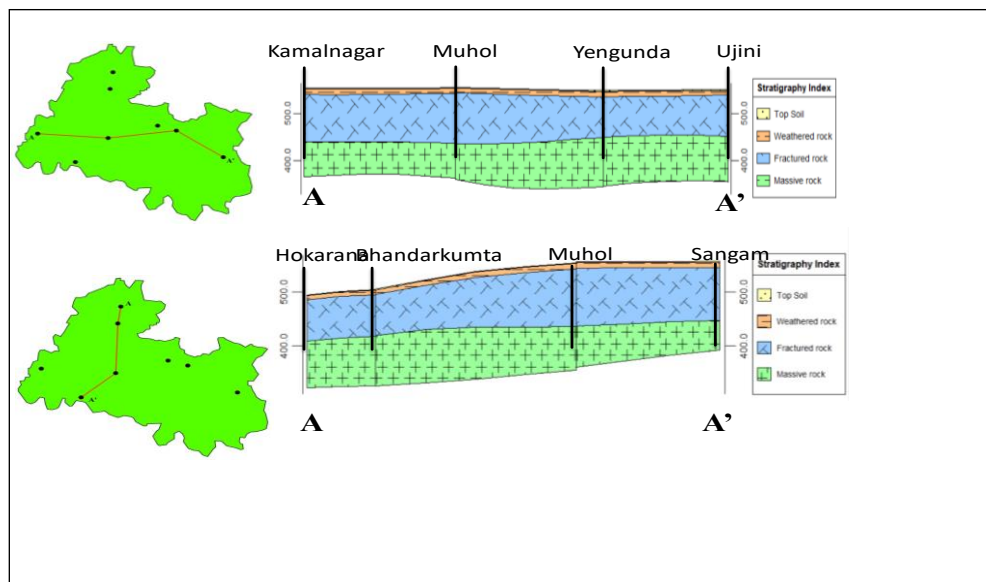 Kamalnagar Muhol Yengunda Ujini
500.0 500.0
400.0 400.0
A A'
A A'
Stratigraphy Index
Top Soil
Weathered rock
Fractured rock
Massive rock
Hokarana Bhandarkumta Muhol Sangam
500.0 500.0
400.0 400.0
A A'
A
A'
Stratigraphy Index
Top Soil
Weathered rock
Fractured rock
Massive rock